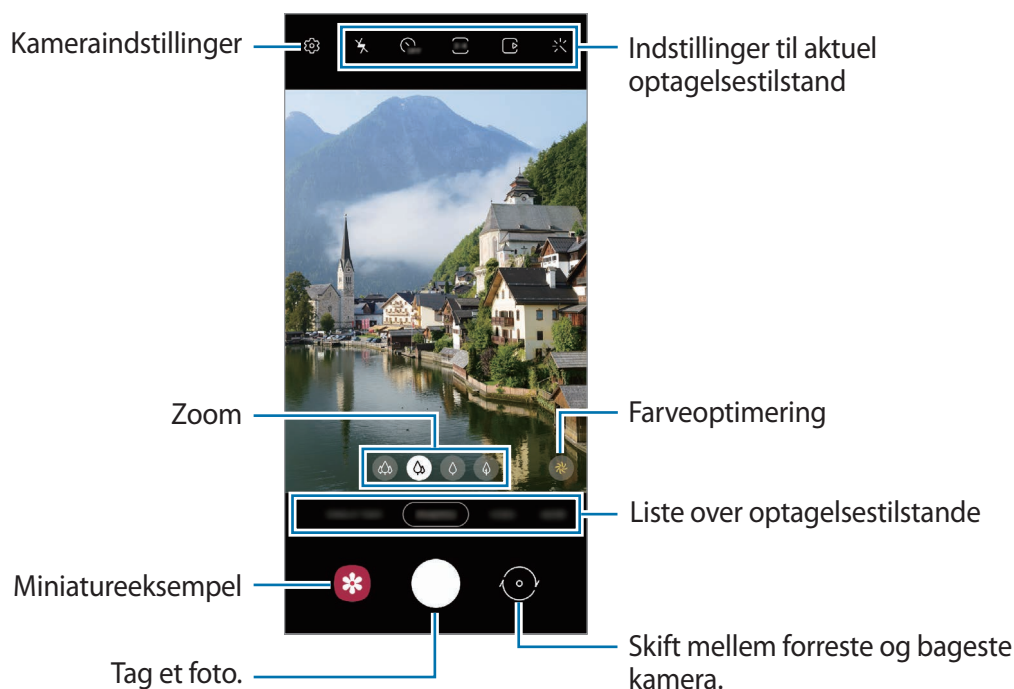 Kameraindstillinger
Indstillinger til aktuel
optagelsestilstand
Zoom
Farveoptimering
Liste over optagelsestilstande
Miniatureeksempel
Tag et foto.
Skift mellem forreste og bageste
kamera.